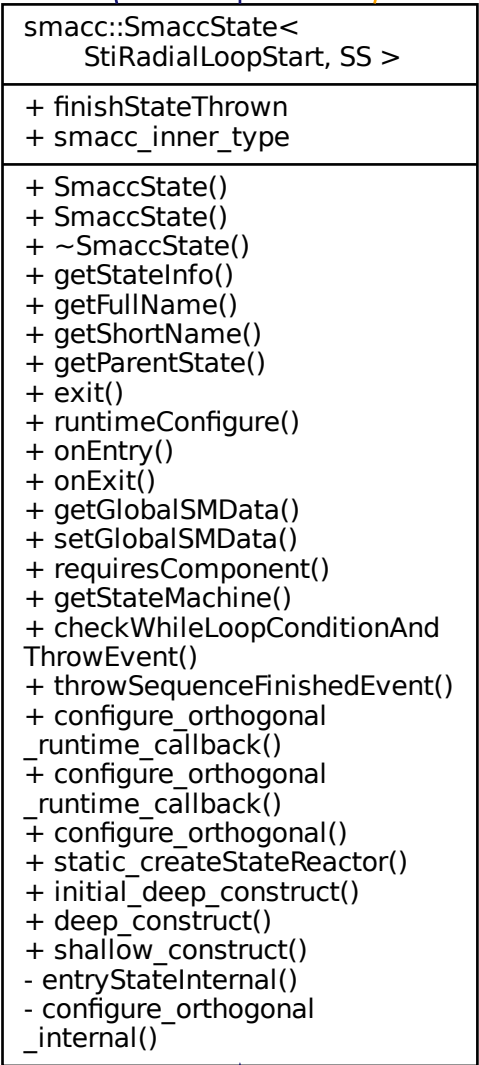 smacc::SmaccState<
StiRadialLoopStart, SS >
+ finishStateThrown
+ smacc_inner_type
+ SmaccState()
+ SmaccState()
+ ~SmaccState()
+ getStateInfo()
+ getFullName()
+ getShortName()
+ getParentState()
+ exit()
+ runtimeConfigure()
+ onEntry()
+ onExit()
+ getGlobalSMData()
+ setGlobalSMData()
+ requiresComponent()
+ getStateMachine()
+ checkWhileLoopConditionAnd
ThrowEvent()
+ throwSequenceFinishedEvent()
+ configure_orthogonal
_runtime_callback()
+ configure_orthogonal
_runtime_callback()
+ configure_orthogonal()
+ static_createStateReactor()
+ initial_deep_construct()
+ deep_construct()
+ shallow_construct()
- entryStateInternal()
- configure_orthogonal
_internal()